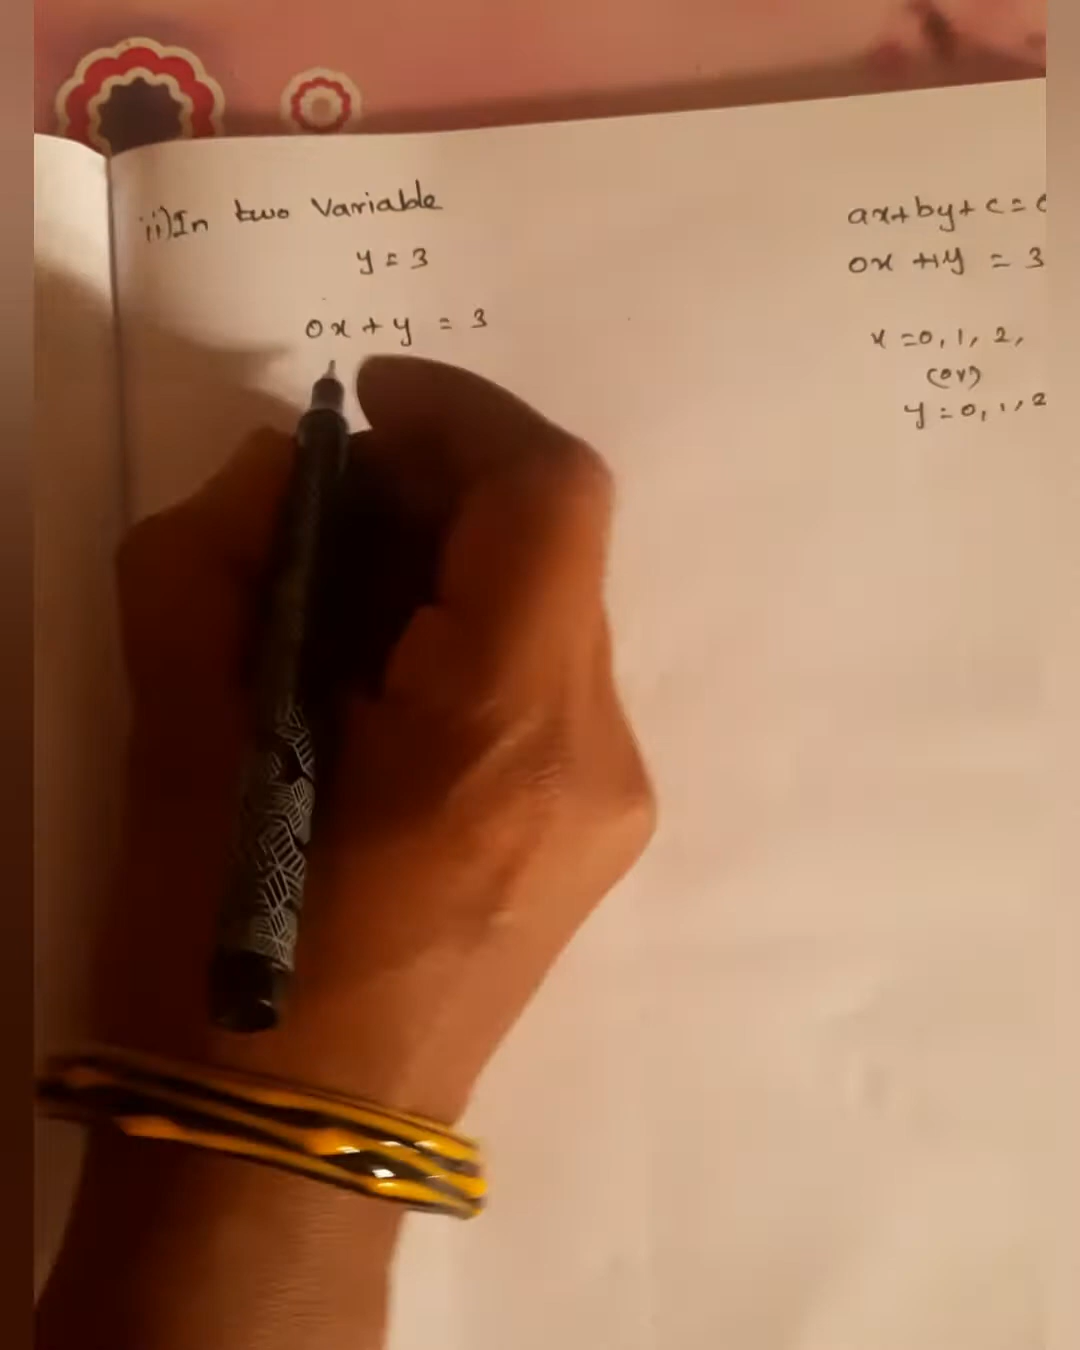 ii) In two Variable
y = 3
0x + y = 3
ax+by+c=
0x +1y = 3
x =0, 1, 2,
(or)
y =0, 1, 2